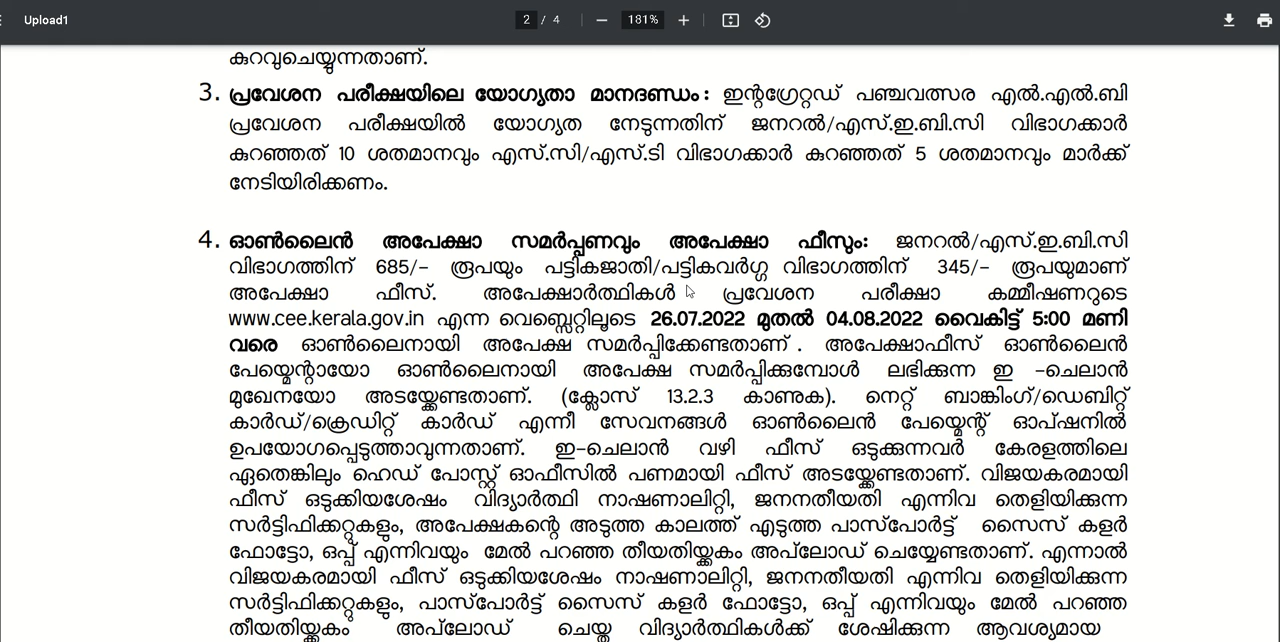 Upload1
2 / 4
181%
കുറവുചെയ്യുന്നതാണ്.
3. പ്രവേശന പരീക്ഷയിലെ യോഗ്യതാ മാനദണ്ഡം: ഇന്റഗ്രേറ്റഡ് പഞ്ചവത്സര എൽ.എൽ.ബി
പ്രവേശന പരീക്ഷയിൽ യോഗ്യത നേടുന്നതിന് ജനറൽ/എസ്.ഇ.ബി.സി വിഭാഗക്കാർ
കുറഞ്ഞത് 10 ശതമാനവും എസ്.സി/എസ്.ടി വിഭാഗക്കാർ കുറഞ്ഞത് 5 ശതമാനവും മാർക്ക്
നേടിയിരിക്കണം.
4. ഓൺലൈൻ അപേക്ഷാ സമർപ്പണവും അപേക്ഷാ ഫീസും: ജനറൽ/എസ്.ഇ.ബി.സി
വിഭാഗത്തിന് 685/- രൂപയും പട്ടികജാതി/പട്ടികവർഗ്ഗ വിഭാഗത്തിന് 345/- രൂപയുമാണ്
അപേക്ഷാ ഫീസ്. അപേക്ഷാർത്ഥികൾ പ്രവേശന പരീക്ഷാ കമ്മീഷണറുടെ
www.cee.kerala.gov.in എന്ന വെബ്സൈറ്റിലൂടെ 26.07.2022 മുതൽ 04.08.2022 വൈകിട്ട് 5:00 മണി
വരെ ഓൺലൈനായി അപേക്ഷ സമർപ്പിക്കേണ്ടതാണ് . അപേക്ഷാഫീസ് ഓൺലൈൻ
പേയ്മെന്റായോ ഓൺലൈനായി അപേക്ഷ സമർപ്പിക്കുമ്പോൾ ലഭിക്കുന്ന ഇ -ചെലാൻ
മുഖേനയോ അടയ്ക്കേണ്ടതാണ്. (ക്ലോസ് 13.2.3 കാണുക). നെറ്റ് ബാങ്കിംഗ്/ഡെബിറ്റ്
കാർഡ്/ക്രെഡിറ്റ് കാർഡ് എന്നീ സേവനങ്ങൾ ഓൺലൈൻ പേയ്മെന്റ് ഓപ്ഷനിൽ
ഉപയോഗപ്പെടുത്താവുന്നതാണ്. ഇ-ചെലാൻ വഴി ഫീസ് ഒടുക്കുന്നവർ കേരളത്തിലെ
ഏതെങ്കിലും ഹെഡ് പോസ്റ്റ് ഓഫീസിൽ പണമായി ഫീസ് അടയ്ക്കേണ്ടതാണ്. വിജയകരമായി
ഫീസ് ഒടുക്കിയശേഷം വിദ്യാർത്ഥി നാഷണാലിറ്റി, ജനനതീയതി എന്നിവ തെളിയിക്കുന്ന
സർട്ടിഫിക്കറ്റുകളും, അപേക്ഷകന്റെ അടുത്ത കാലത്ത് എടുത്ത പാസ്പോർട്ട് സൈസ് കളർ
ഫോട്ടോ, ഒപ്പ് എന്നിവയും മേൽ പറഞ്ഞ തീയതിയ്ക്കകം അപ്‌ലോഡ് ചെയ്യേണ്ടതാണ്. എന്നാൽ
വിജയകരമായി ഫീസ് ഒടുക്കിയശേഷം നാഷണാലിറ്റി, ജനനതീയതി എന്നിവ തെളിയിക്കുന്ന
സർട്ടിഫിക്കറ്റുകളും, പാസ്പോർട്ട് സൈസ് കളർ ഫോട്ടോ, ഒപ്പ് എന്നിവയും മേൽ പറഞ്ഞ
തീയതിയ്ക്കകം അപ്‌ലോഡ് ചെയ്ത വിദ്യാർത്ഥികൾക്ക് ശേഷിക്കുന്ന ആവശ്യമായ